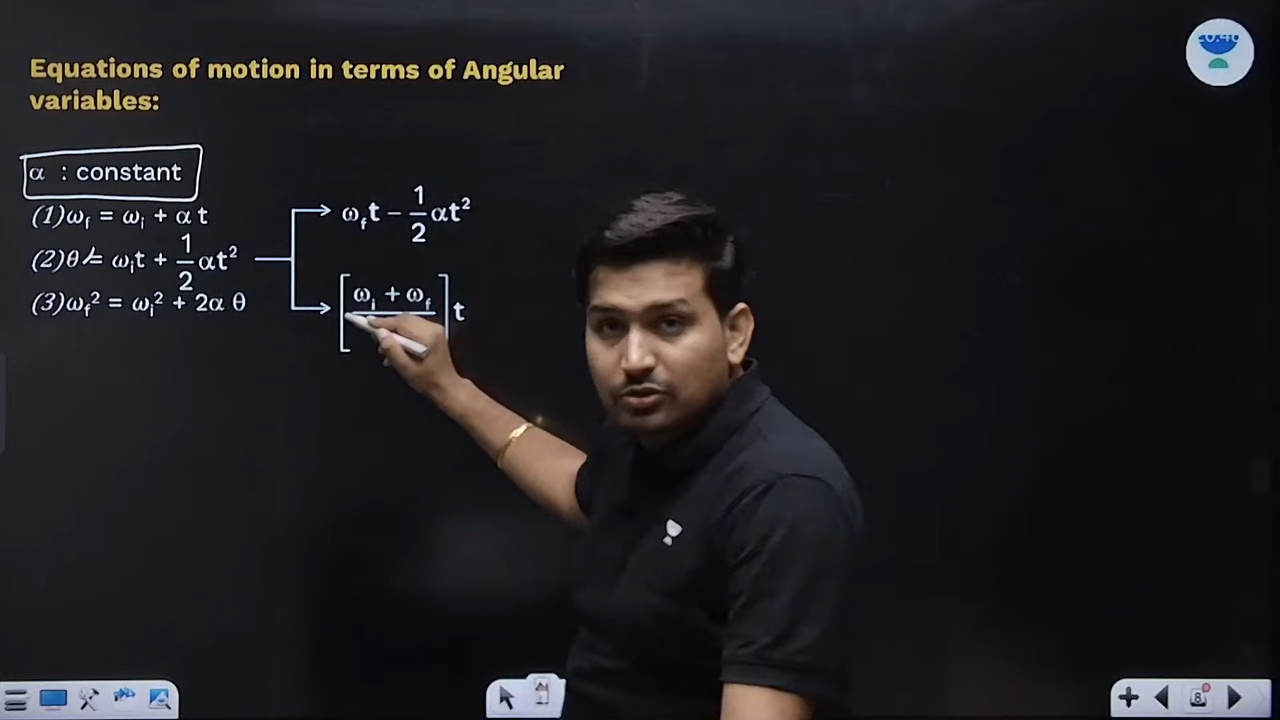 Equations of motion in terms of Angular
variables:
α : constant
(1)ω_f = ω_i + α t
(2)θ = ω_i t + 1/2 αt²
(3)ω_f² = ω_i² + 2α θ
ω_f t − 1/2 αt²
[ω_i + ω_f / ] t
8